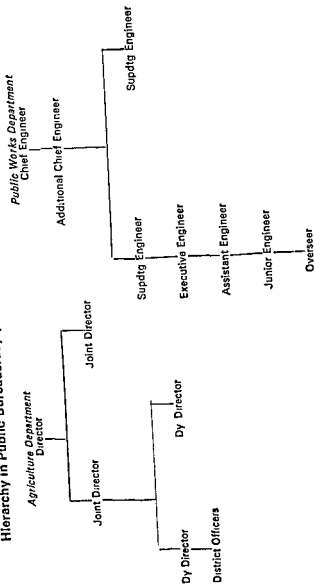 Hierarchy in Public Bureaucracy
Agriculture Department
Director
Joint Director
Joint Director
Dy Director
Dy Director
District Officers
Public Works Department
Chief Engineer
Additional Chief Engineer
Supdtg Engineer
Supdtg Engineer
Executive Engineer
Assistant Engineer
Junior Engineer
Overseer